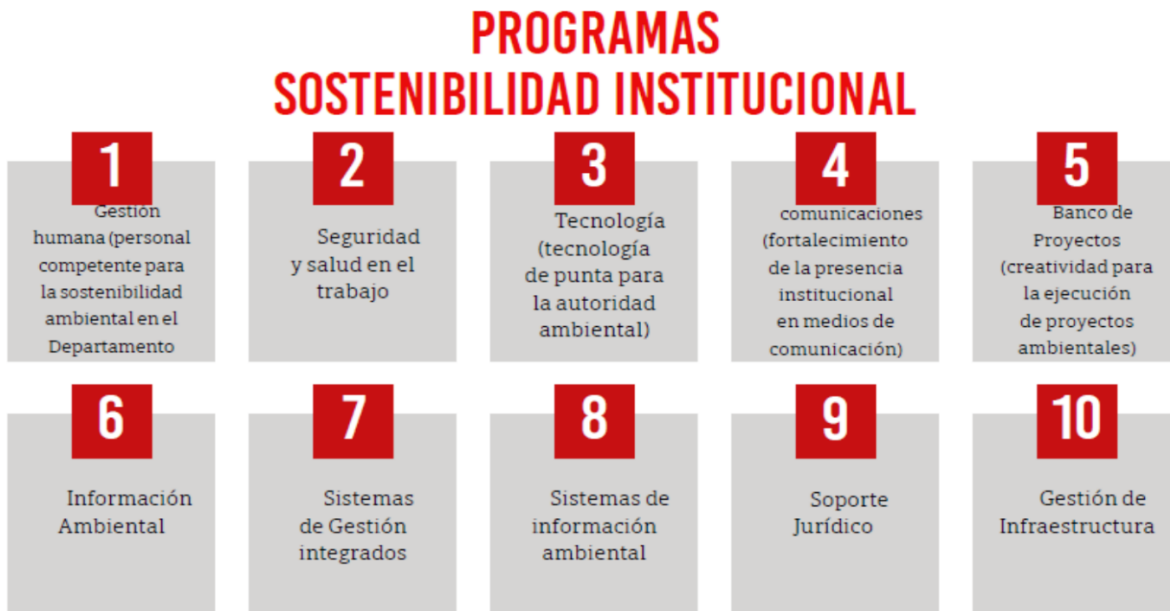 PROGRAMAS
SOSTENIBILIDAD INSTITUCIONAL
1
Gestión
humana (personal
competente para
la sostenibilidad
ambiental en el
Departamento
2
Seguridad
y salud en el
trabajo
3
Tecnología
(tecnología
de punta para
la autoridad
ambiental)
4
comunicaciones
(fortalecimiento
de la presencia
institucional
en medios de
comunicación)
5
Banco de
Proyectos
(creatividad para
la ejecución
de proyectos
ambientales)
6
Información
Ambiental
7
Sistemas
de Gestión
integrados
8
Sistemas de
información
ambiental
9
Soporte
Jurídico
10
Gestión de
Infraestructura